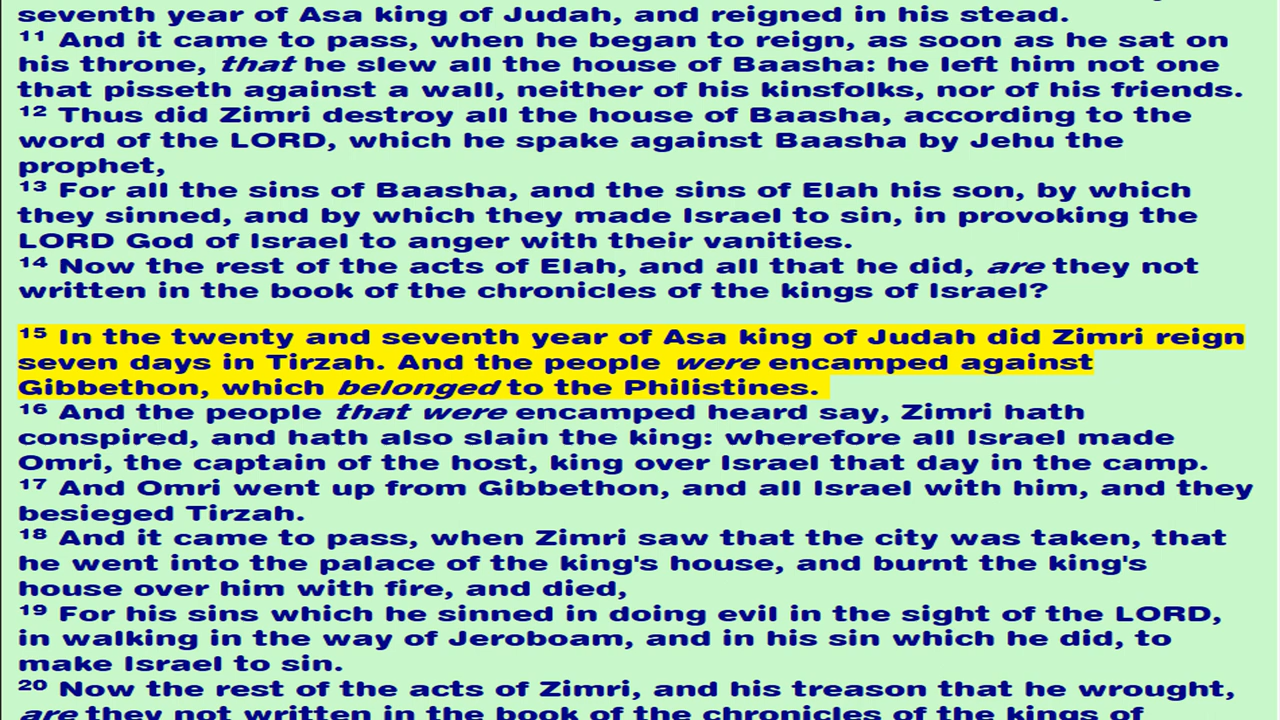 seventh year of Asa king of Judah, and reigned in his stead.
11 And it came to pass, when he began to reign, as soon as he sat on
his throne, that he slew all the house of Baasha: he left him not one
that pisseth against a wall, neither of his kinsfolks, nor of his friends.
12 Thus did Zimri destroy all the house of Baasha, according to the
word of the LORD, which he spake against Baasha by Jehu the
prophet,
13 For all the sins of Baasha, and the sins of Elah his son, by which
they sinned, and by which they made Israel to sin, in provoking the
LORD God of Israel to anger with their vanities.
14 Now the rest of the acts of Elah, and all that he did, are they not
written in the book of the chronicles of the kings of Israel?
15 In the twenty and seventh year of Asa king of Judah did Zimri reign
seven days in Tirzah. And the people were encamped against
Gibbethon, which belonged to the Philistines.
16 And the people that were encamped heard say, Zimri hath
conspired, and hath also slain the king: wherefore all Israel made
Omri, the captain of the host, king over Israel that day in the camp.
17 And Omri went up from Gibbethon, and all Israel with him, and they
besieged Tirzah.
18 And it came to pass, when Zimri saw that the city was taken, that
he went into the palace of the king's house, and burnt the king's
house over him with fire, and died,
19 For his sins which he sinned in doing evil in the sight of the LORD,
in walking in the way of Jeroboam, and in his sin which he did, to
make Israel to sin.
20 Now the rest of the acts of Zimri, and his treason that he wrought,
are they not written in the book of the chronicles of the kings of